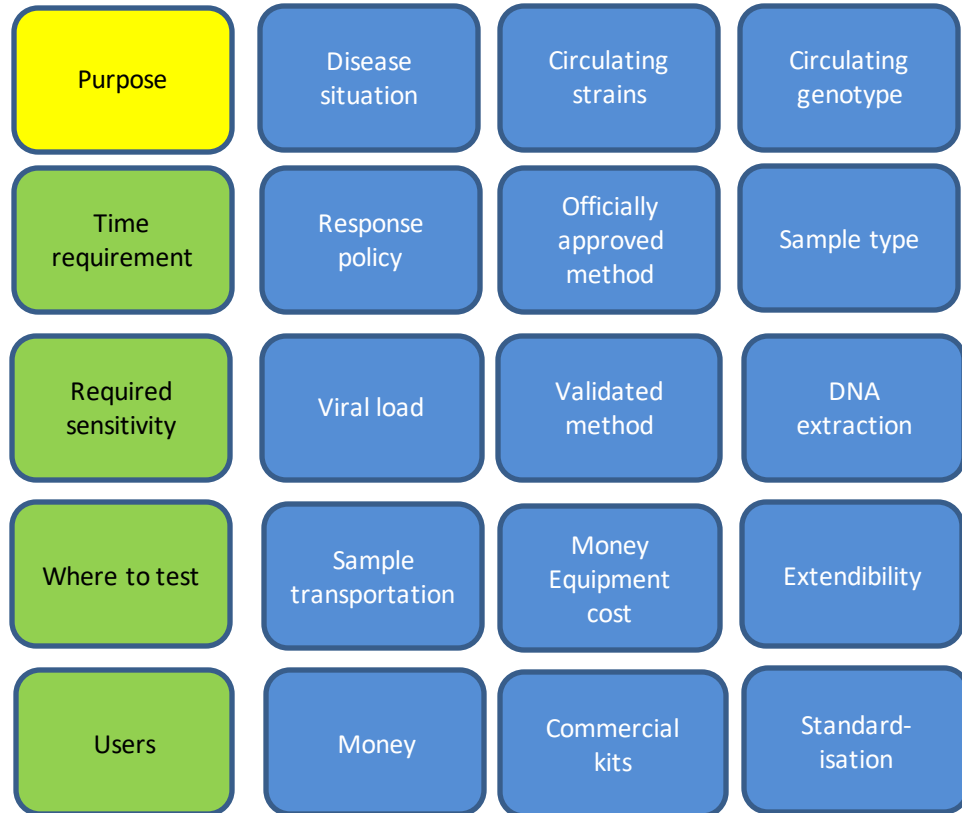 Purpose
Disease
situation
Circulating
strains
Circulating
genotype
Time
requirement
Response
policy
Officially
approved
method
Sample type
Required
sensitivity
Viral load
Validated
method
DNA
extraction
Where to test
Sample
transportation
Money
Equipment
cost
Extendibility
Users
Money
Commercial
kits
Standard-
isation